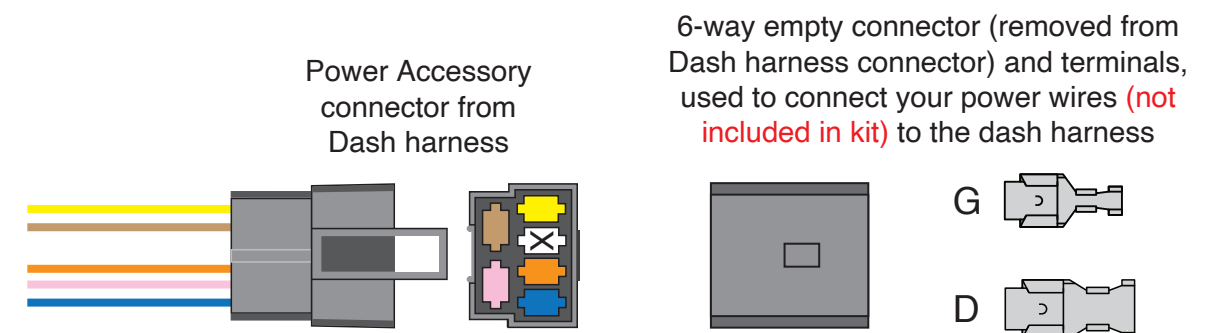 Power Accessory
connector from
Dash harness
6-way empty connector (removed from
Dash harness connector) and terminals,
used to connect your power wires (not
included in kit) to the dash harness
X
G
D